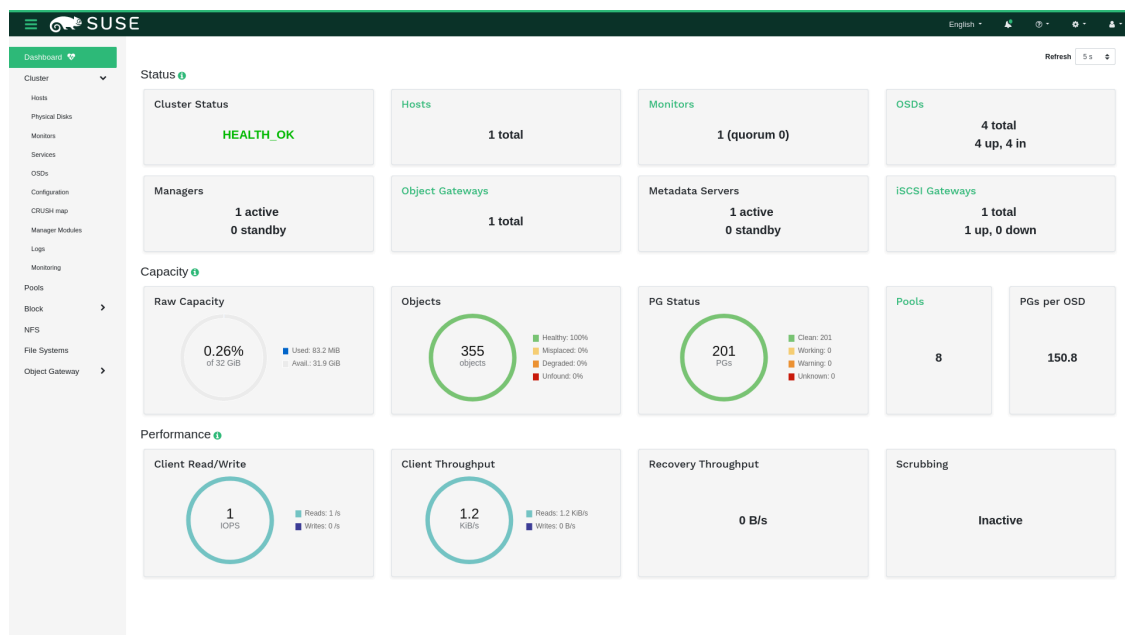 SUSE
English
Refresh 5 s
Dashboard
Cluster
Hosts
Physical Disks
Monitors
Services
OSDs
Configuration
CRUSH map
Manager Modules
Logs
Monitoring
Pools
Block
NFS
File Systems
Object Gateway
Status
Cluster Status
HEALTH_OK
Hosts
1 total
Monitors
1 (quorum 0)
OSDs
4 total
4 up, 4 in
Managers
1 active
0 standby
Object Gateways
1 total
Metadata Servers
1 active
0 standby
iSCSI Gateways
1 total
1 up, 0 down
Capacity
Raw Capacity
0.26%
of 32 GiB
Used: 83.2 MiB
Avail.: 31.9 GiB
Objects
355
objects
Healthy: 100%
Misplaced: 0%
Degraded: 0%
Unfound: 0%
PG Status
201
PGs
Clean: 201
Working: 0
Warning: 0
Unknown: 0
Pools
8
PGs per OSD
150.8
Performance
Client Read/Write
1
IOPS
Reads: 1 /s
Writes: 0 /s
Client Throughput
1.2
KiB/s
Reads: 1.2 KiB/s
Writes: 0 B/s
Recovery Throughput
0 B/s
Scrubbing
Inactive